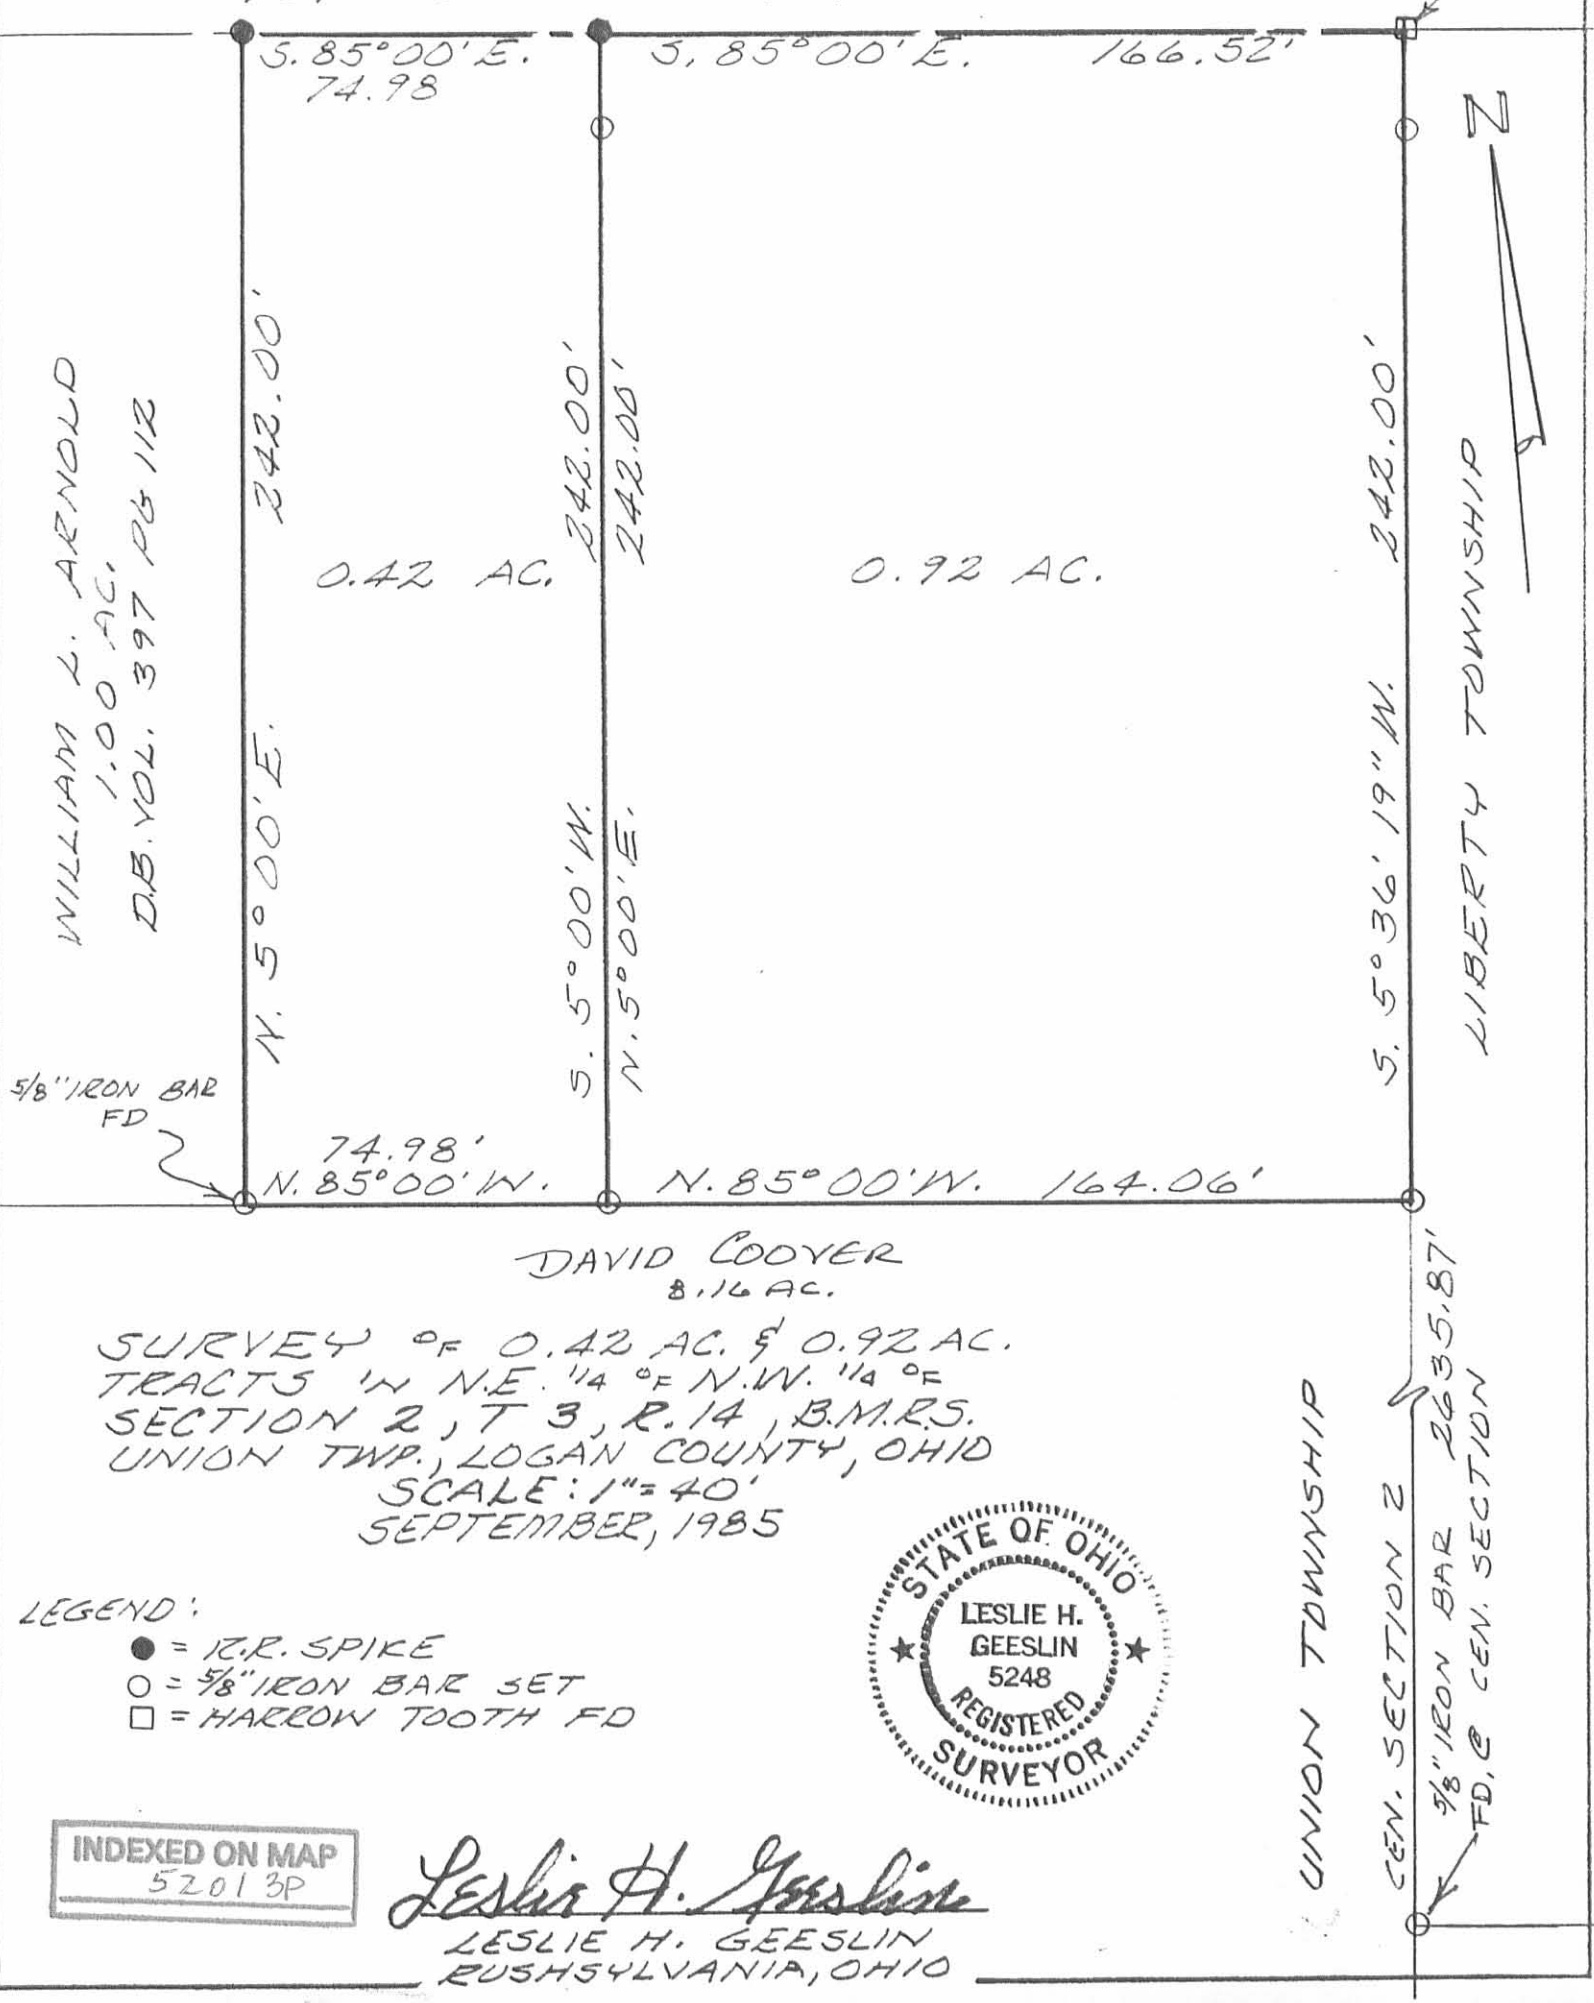 S. 85°00' E.
74.98
S. 85°00' E. 166.52'
N
WILLIAM L. ARNOLD
1.00 AC.
D.B. VOL. 397 PG 112
N. 5°00' E. 242.00'
0.42 AC.
S. 5°00' W. 242.00'
N. 5°00' E. 242.00'
0.92 AC.
S. 5°36'19" W. 242.00'
LIBERTY TOWNSHIP
5/8" IRON BAR
FD
74.98'
N. 85°00' W.
N. 85°00' W. 164.06'
DAVID COOVER
8.16 AC.
SURVEY OF 0.42 AC. & 0.92 AC.
TRACTS IN N.E. 1/4 OF N.W. 1/4 OF
SECTION 2, T 3, R. 14, B.M.R.S.
UNION TWP., LOGAN COUNTY, OHIO
SCALE: 1"=40'
SEPTEMBER, 1985
LEGEND:
● = R.R. SPIKE
○ = 5/8" IRON BAR SET
□ = HARROW TOOTH FD
STATE OF OHIO
LESLIE H.
GEESLIN
5248
REGISTERED
SURVEYOR
UNION TOWNSHIP
CEN. SECTION 2
2635.87'
5/8" IRON BAR
FD. @ CEN. SECTION
INDEXED ON MAP
52013P
Leslie H. Geeslin
LESLIE H. GEESLIN
RUSHSYLVANIA, OHIO